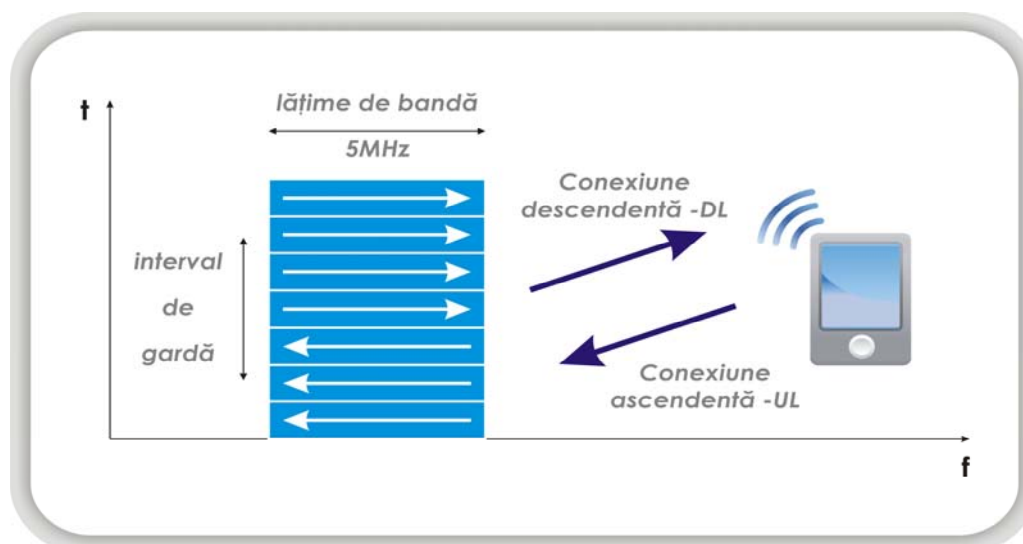 t
lățime de bandă
5MHz
Conexiune
descendentă -DL
interval
de
gardă
Conexiune
ascendentă -UL
f